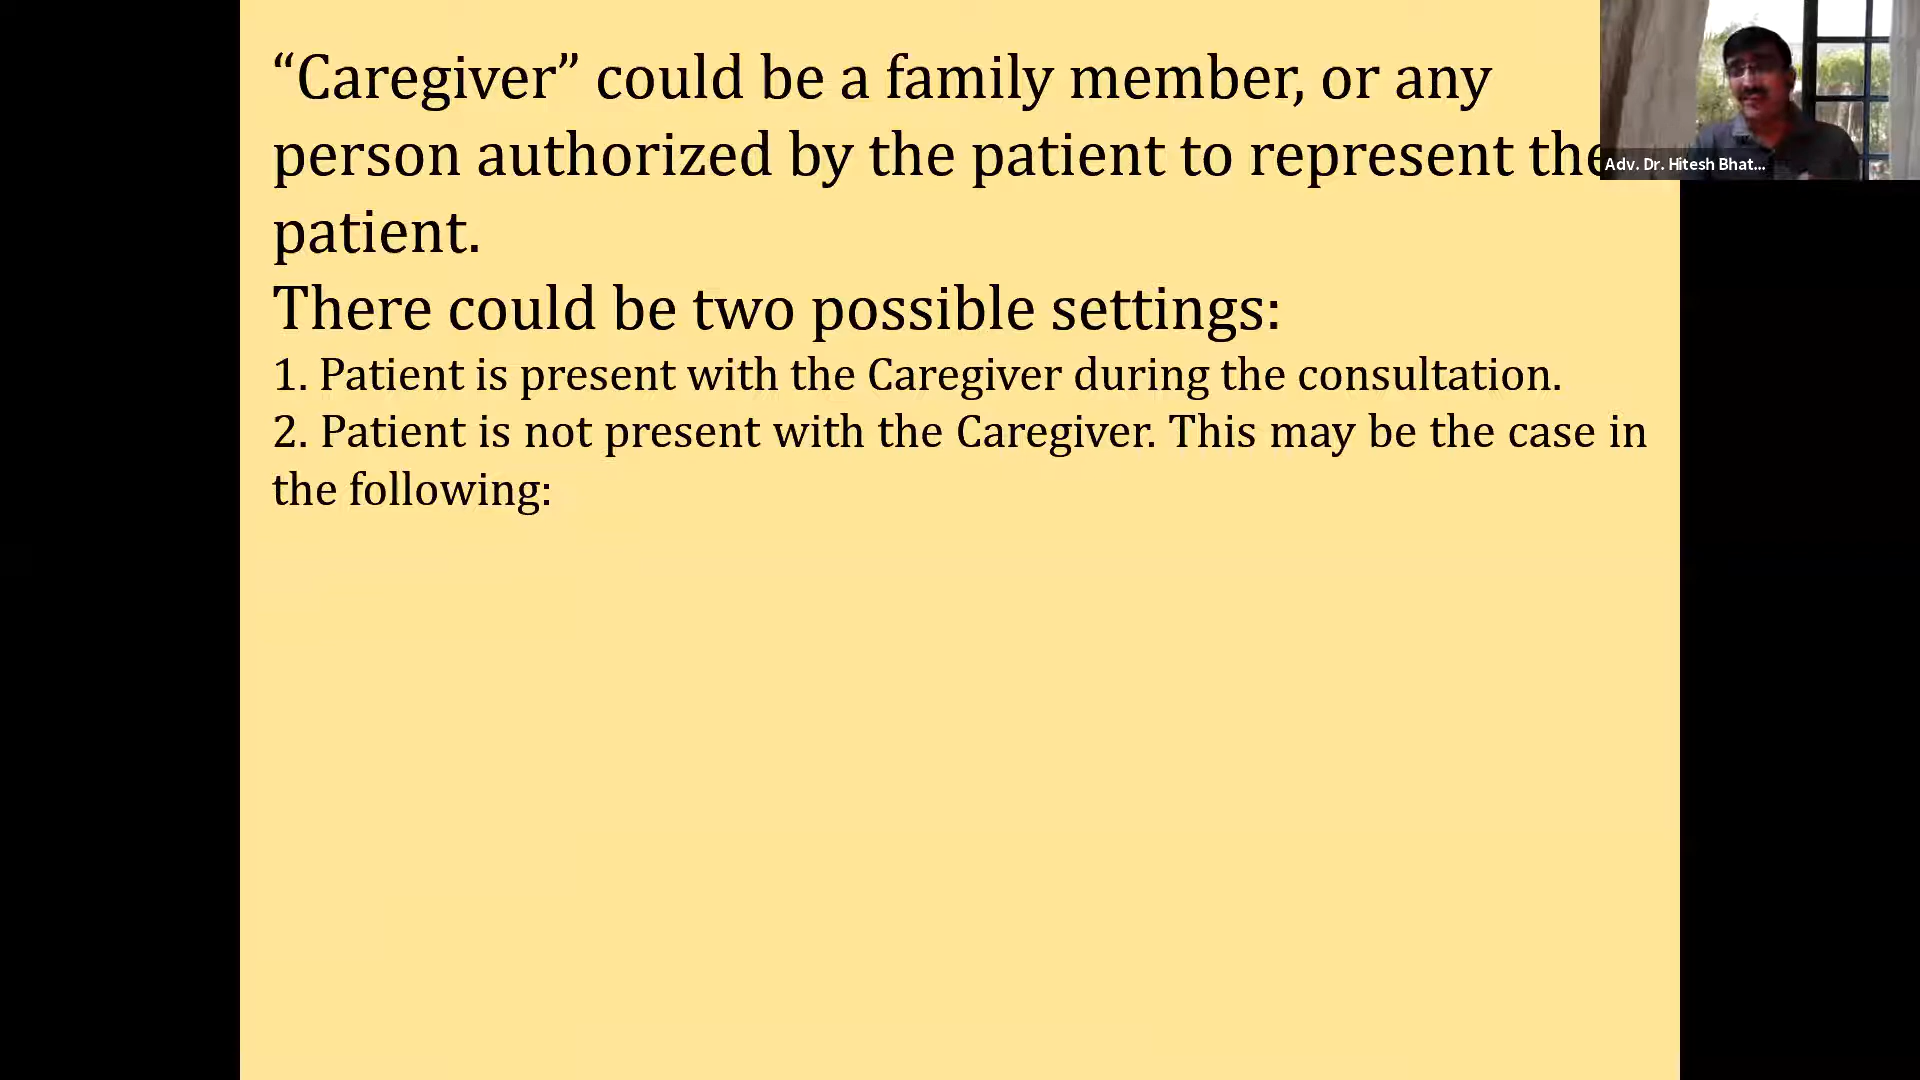 “Caregiver” could be a family member, or any
person authorized by the patient to represent the
patient.
There could be two possible settings:
1. Patient is present with the Caregiver during the consultation.
2. Patient is not present with the Caregiver. This may be the case in
the following:
Adv. Dr. Hitesh Bhat...